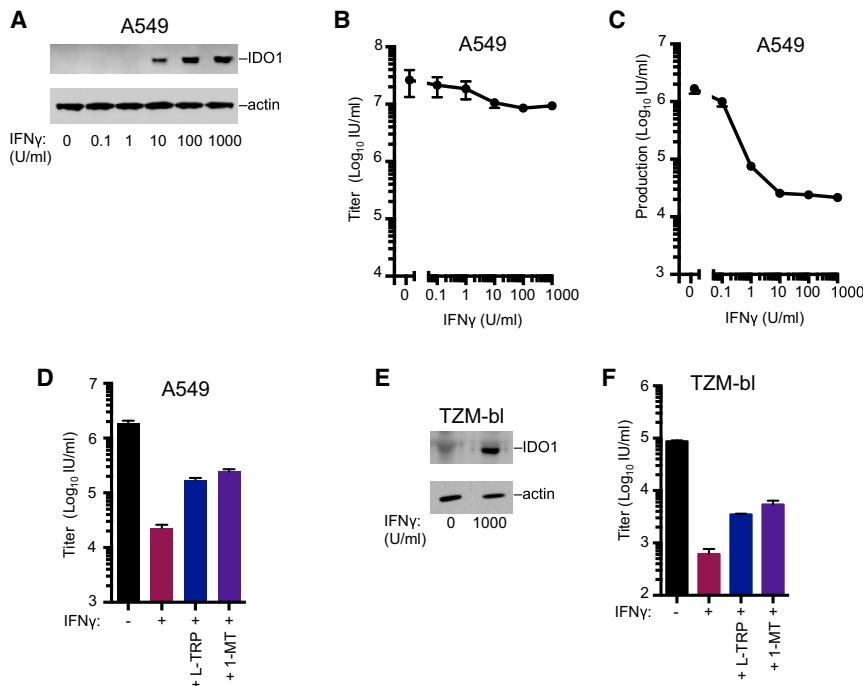 A
A549
–IDO1
–actin
IFNγ: 0 0.1 1 10 100 1000
(U/ml)
B
A549
Titer (Log10 IU/ml)
8
7
6
5
4
0 0.1 1 10 100 1000
IFNγ (U/ml)
C
A549
Production (Log10 IU/ml)
6
5
4
3
0 0.1 1 10 100 1000
IFNγ (U/ml)
D
A549
Titer (Log10 IU/ml)
7
6
5
4
3
IFNγ: - + + +
+ L-TRP
+ 1-MT
E
TZM-bl
–IDO1
–actin
IFNγ: 0 1000
(U/ml)
F
TZM-bl
Titer (Log10 IU/ml)
6
5
4
3
2
IFNγ: - + + +
+ L-TRP
+ 1-MT